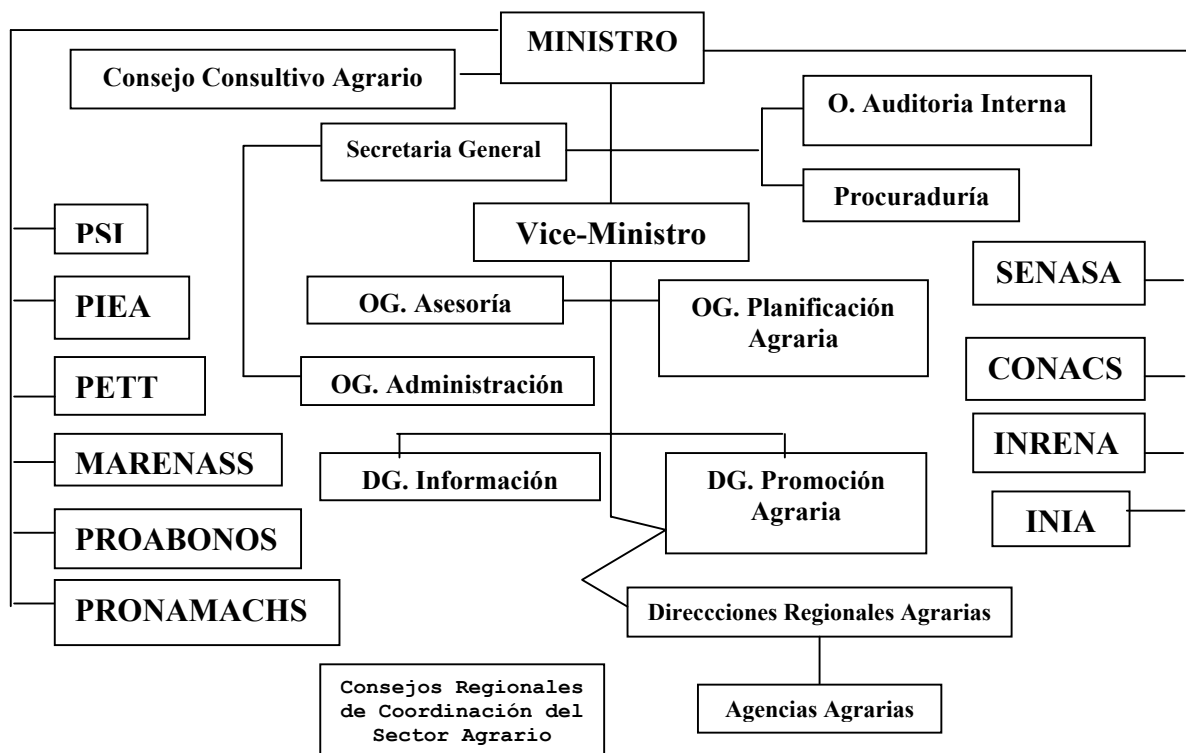 MINISTRO
Consejo Consultivo Agrario
O. Auditoria Interna
Secretaria General
Procuraduría
PSI
Vice-Ministro
SENASA
PIEA
OG. Asesoría
OG. Planificación
Agraria
PETT
OG. Administración
CONACS
MARENASS
DG. Información
DG. Promoción
Agraria
INRENA
PROABONOS
INIA
PRONAMACHS
Direccciones Regionales Agrarias
Consejos Regionales
de Coordinación del
Sector Agrario
Agencias Agrarias